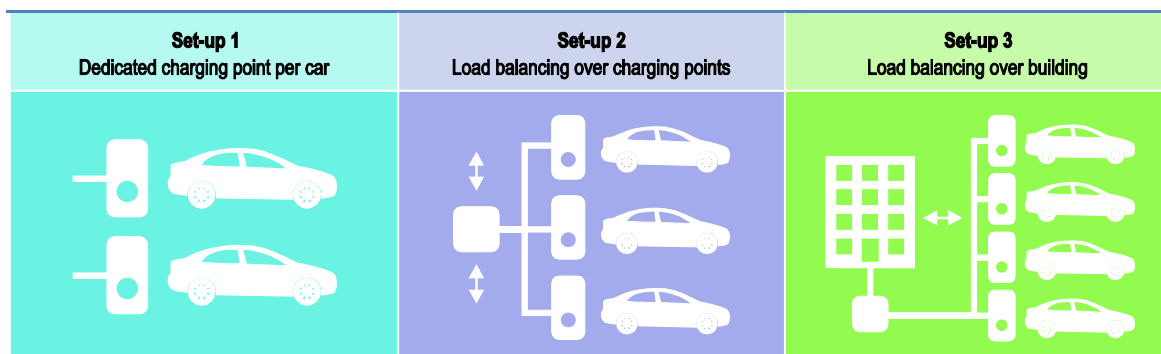 Set-up 1
Dedicated charging point per car
Set-up 2
Load balancing over charging points
Set-up 3
Load balancing over building